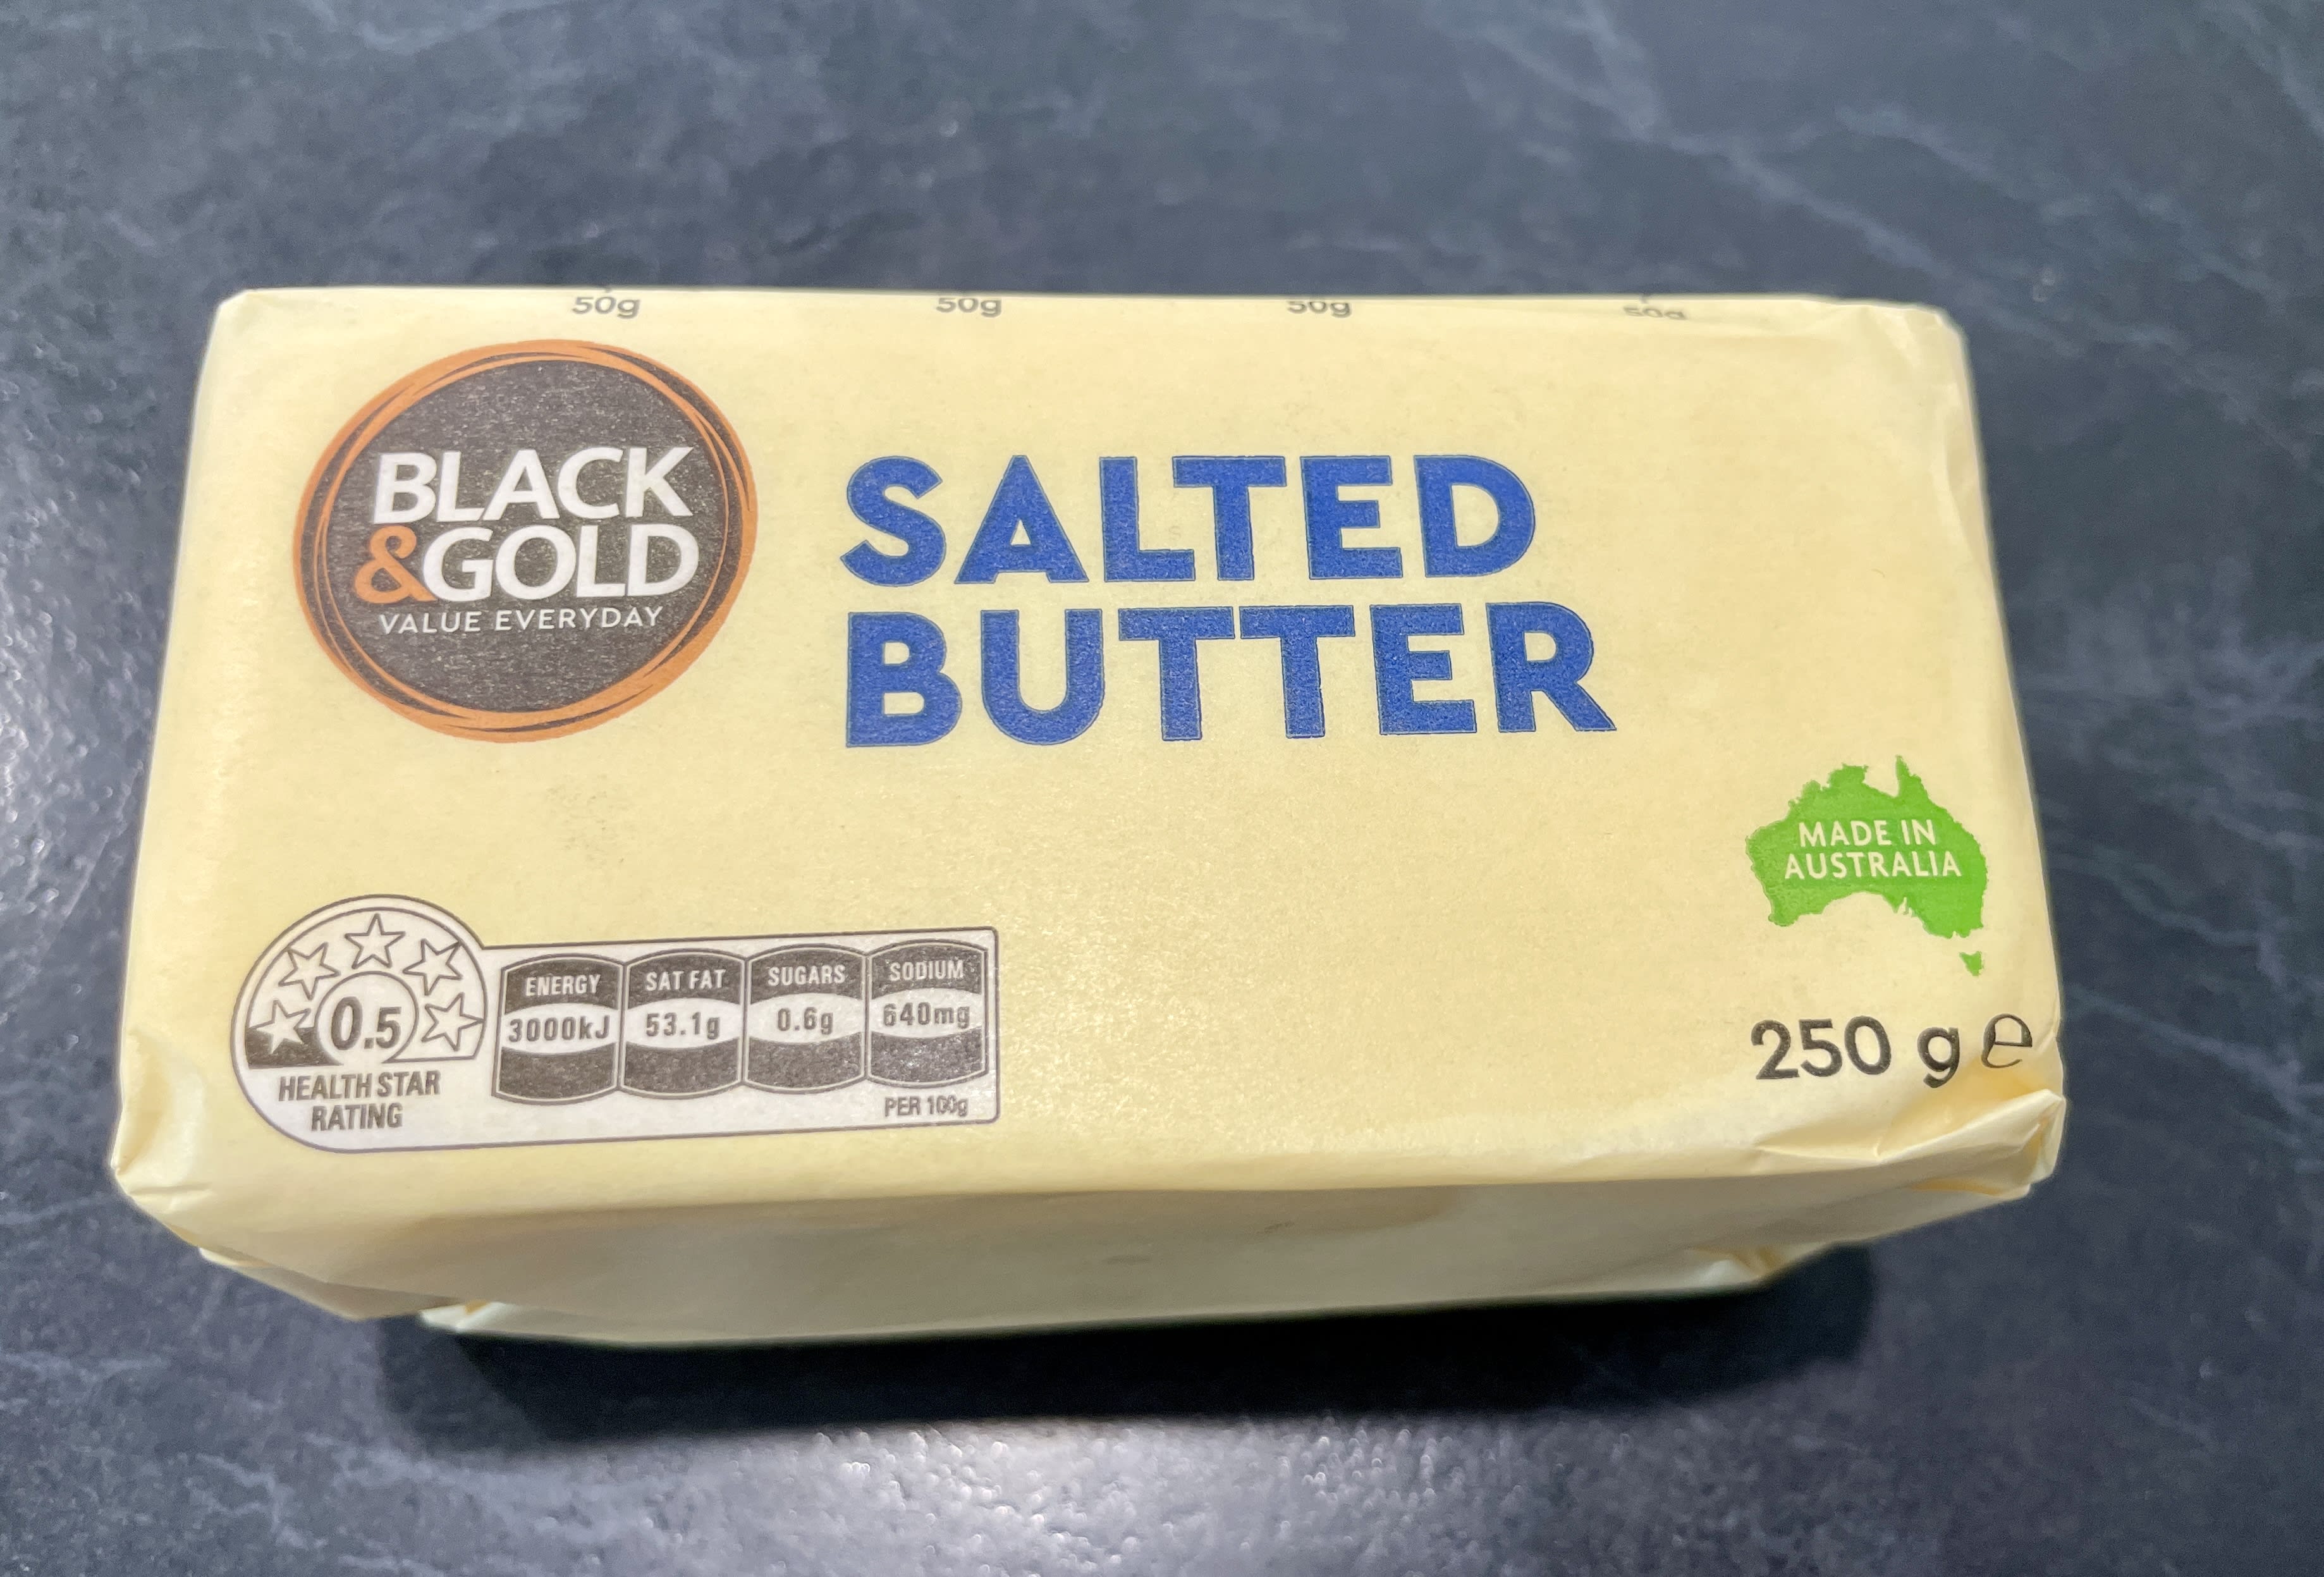 50g 50g 50g 50g
BLACK
&GOLD
VALUE EVERYDAY
SALTED
BUTTER
MADE IN
AUSTRALIA
0.5
HEALTH STAR
RATING
ENERGY
3000kJ
SAT FAT
53.1g
SUGARS
0.6g
SODIUM
640mg
PER 100g
250 g ℮